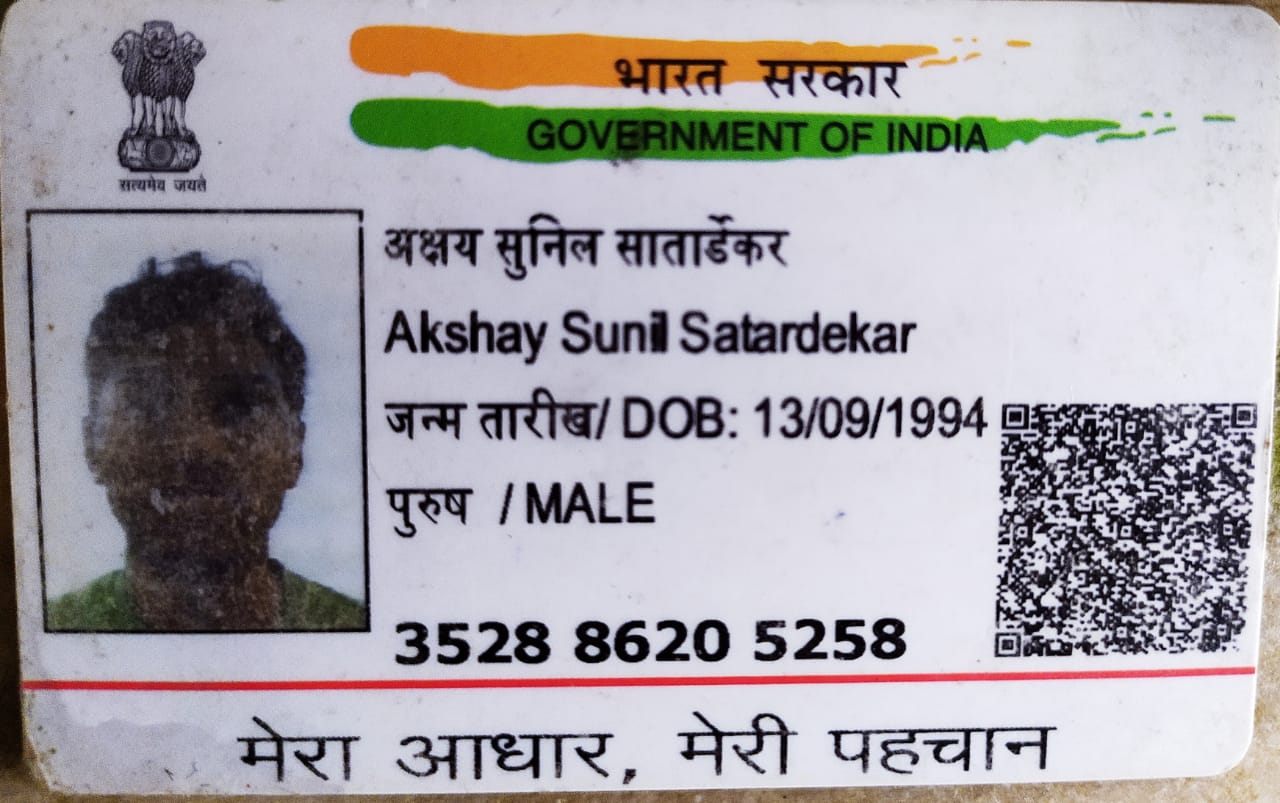 भारत सरकार
GOVERNMENT OF INDIA
सत्यमेव जयते
अक्षय सुनिल सातार्डेकर
Akshay Sunil Satardekar
जन्म तारीख/ DOB: 13/09/1994
पुरुष / MALE
3528 8620 5258
मेरा आधार, मेरी पहचान